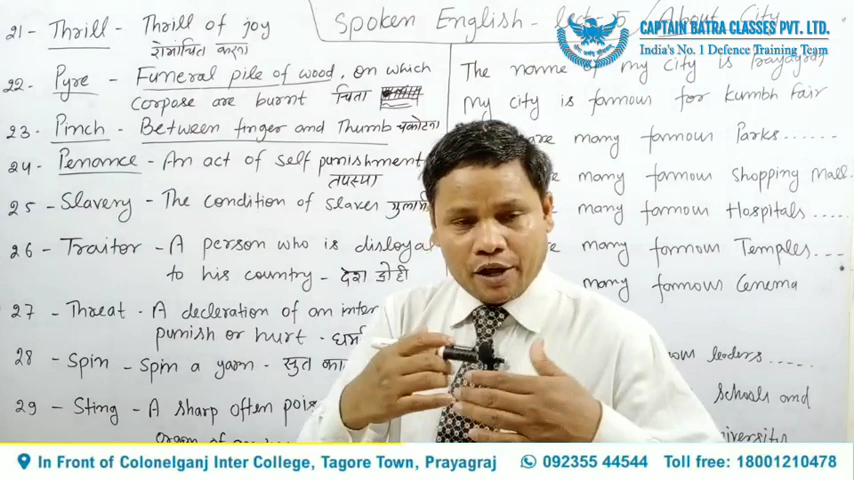 Spoken English - lect-5 / About City
CAPTAIN BATRA CLASSES PVT. LTD.
India's No. 1 Defence Training Team
21 - Thrill - Thrill of joy
रोमांचित करना
22 - Pyre - Funeral pile of wood, on which
corpose are burnt चिता
23 - Pinch - Between finger and Thumb चकोटना
24 - Penance - An act of self punishment
तपस्या
25 - Slavery - The condition of slaves
26 - Traitor - A person who is disloyal
to his country - देश द्रोही
27 - Threat - A decleration of an inter
punish or hurt -
28 - Spin - Spin a yarn - सुत का
29 - Sting - A sharp often pois
The name of my city is Prayagraj
my city is famous for Kumbh Fair
are many famous Parks......
many famous Shopping Mall..
many famous Hospitals.....
many famous Temples....
many famous Cenema
leaders.....
Schools and
In Front of Colonelganj Inter College, Tagore Town, Prayagraj 092355 44544 Toll free: 18001210478